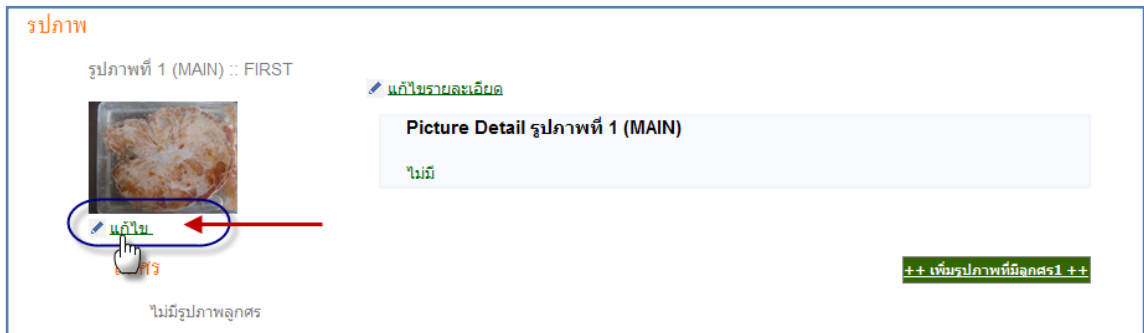 รูปภาพ
รูปภาพที่ 1 (MAIN) :: FIRST
แก้ไขรายละเอียด
Picture Detail รูปภาพที่ 1 (MAIN)
ไม่มี
แก้ไข
++ เพิ่มรูปภาพที่มีลูกศร1 ++
ไม่มีรูปภาพลูกศร